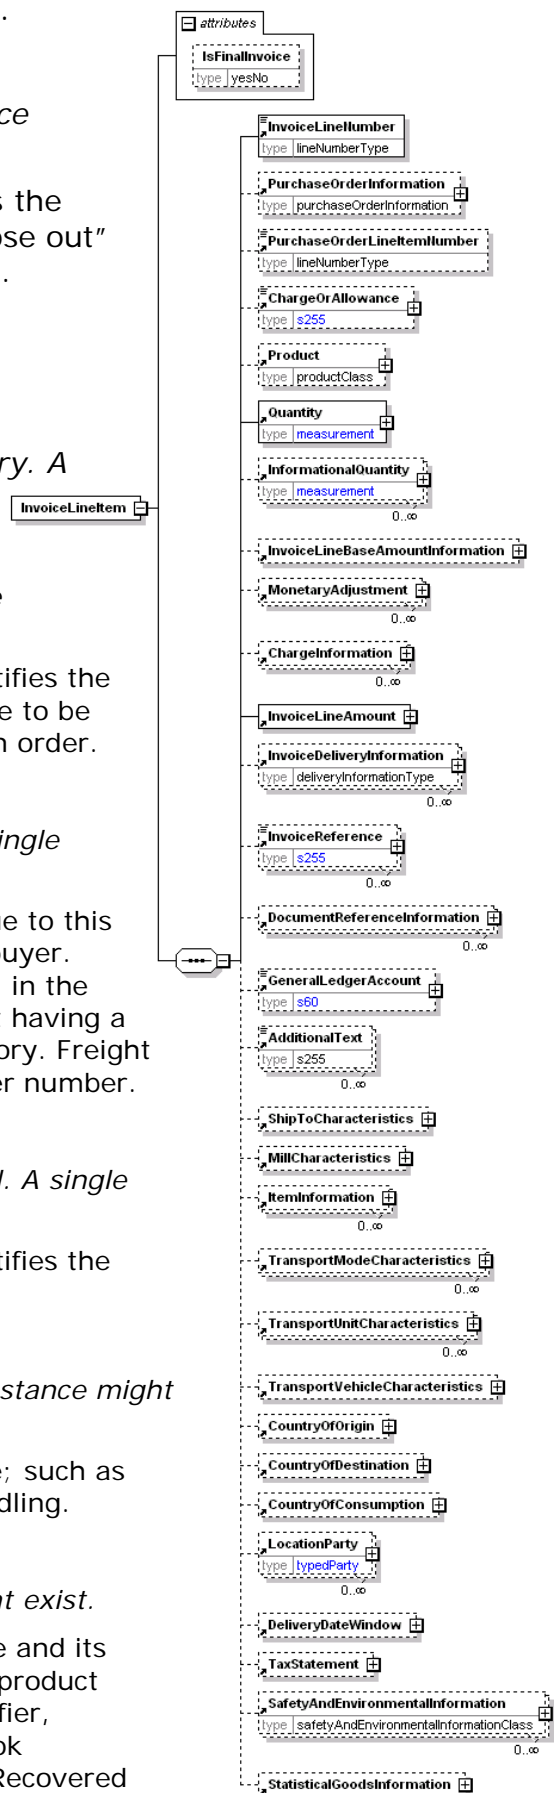 .
ce
s the
ose out"
.
ry. A
e
tifies the
e to be
n order.
ingle
ue to this
buyer.
in the
t having a
ory. Freight
er number.
l. A single
tifies the
stance might
e; such as
dling.
nt exist.
e and its
product
fier,
ok
Recovered
attributes
IsFinalInvoice
type yesNo
InvoiceLineItem
InvoiceLineNumber
type lineNumberType
PurchaseOrderInformation
type purchaseOrderInformation
PurchaseOrderLineItemNumber
type lineNumberType
ChargeOrAllowance
type s255
Product
type productClass
Quantity
type measurement
InformationalQuantity
type measurement
0..∞
InvoiceLineBaseAmountInformation
MonetaryAdjustment
0..∞
ChargeInformation
0..∞
InvoiceLineAmount
InvoiceDeliveryInformation
type deliveryInformationType
0..∞
InvoiceReference
type s255
0..∞
DocumentReferenceInformation
0..∞
GeneralLedgerAccount
type s60
AdditionalText
type s255
0..∞
ShipToCharacteristics
MillCharacteristics
ItemInformation
0..∞
TransportModeCharacteristics
0..∞
TransportUnitCharacteristics
0..∞
TransportVehicleCharacteristics
CountryOfOrigin
CountryOfDestination
CountryOfConsumption
LocationParty
type typedParty
0..∞
DeliveryDateWindow
TaxStatement
SafetyAndEnvironmentalInformation
type safetyAndEnvironmentalInformationClass
0..∞
StatisticalGoodsInformation